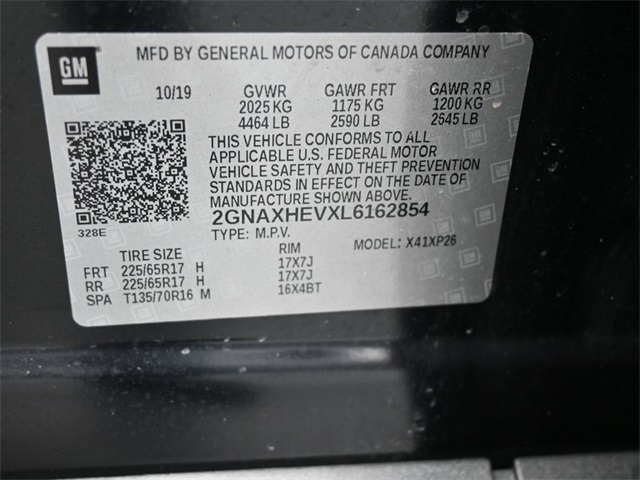 GM
MFD BY GENERAL MOTORS OF CANADA COMPANY
10/19 GVWR GAWR FRT GAWR RR
2025 KG 1175 KG 1200 KG
4464 LB 2590 LB 2645 LB
THIS VEHICLE CONFORMS TO ALL
APPLICABLE U.S. FEDERAL MOTOR
VEHICLE SAFETY AND THEFT PREVENTION
STANDARDS IN EFFECT ON THE DATE OF
MANUFACTURE.
328E
2GNAXHEVXL6162854
TYPE: M.P.V. MODEL: X41XP26
TIRE SIZE RIM
FRT 225/65R17 H 17X7J
RR 225/65R17 H 17X7J
SPA T135/70R16 M 16X4BT